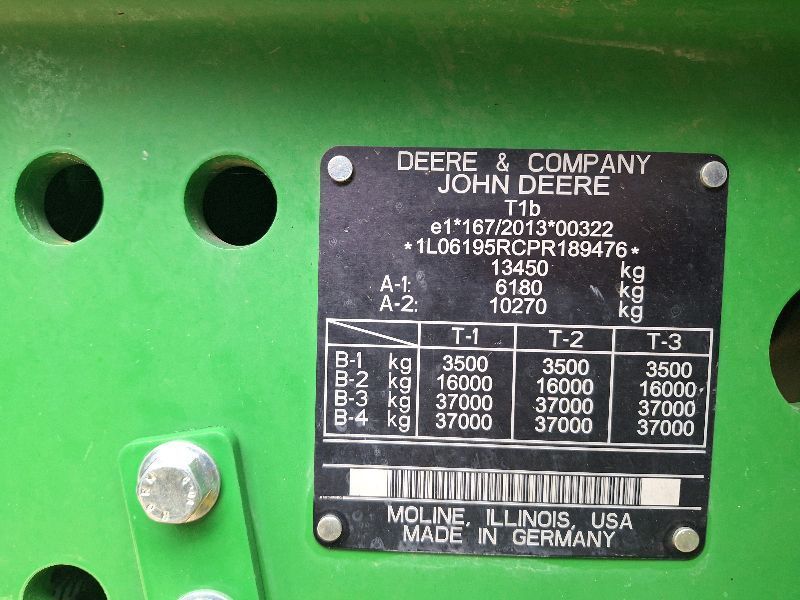 DEERE & COMPANY
JOHN DEERE
T1b
e1*167/2013*00322
*1L06195RCPR189476*
13450 kg
A-1: 6180 kg
A-2: 10270 kg
T-1 T-2 T-3
B-1 kg 3500 3500 3500
B-2 kg 16000 16000 16000
B-3 kg 37000 37000 37000
B-4 kg 37000 37000 37000
MOLINE, ILLINOIS, USA
MADE IN GERMANY